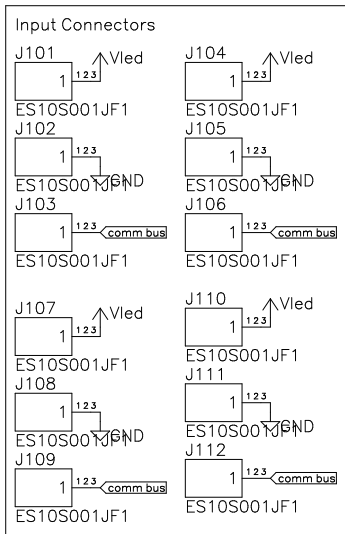 Input Connectors
J101
1
123
Vled
ES10S001JF1
J102
1
123
GND
ES10S001JF1
J103
1
123
comm bus
ES10S001JF1
J104
1
123
Vled
ES10S001JF1
J105
1
123
GND
ES10S001JF1
J106
1
123
comm bus
ES10S001JF1
J107
1
123
Vled
ES10S001JF1
J108
1
123
GND
ES10S001JF1
J109
1
123
comm bus
ES10S001JF1
J110
1
123
Vled
ES10S001JF1
J111
1
123
GND
ES10S001JF1
J112
1
123
comm bus
ES10S001JF1